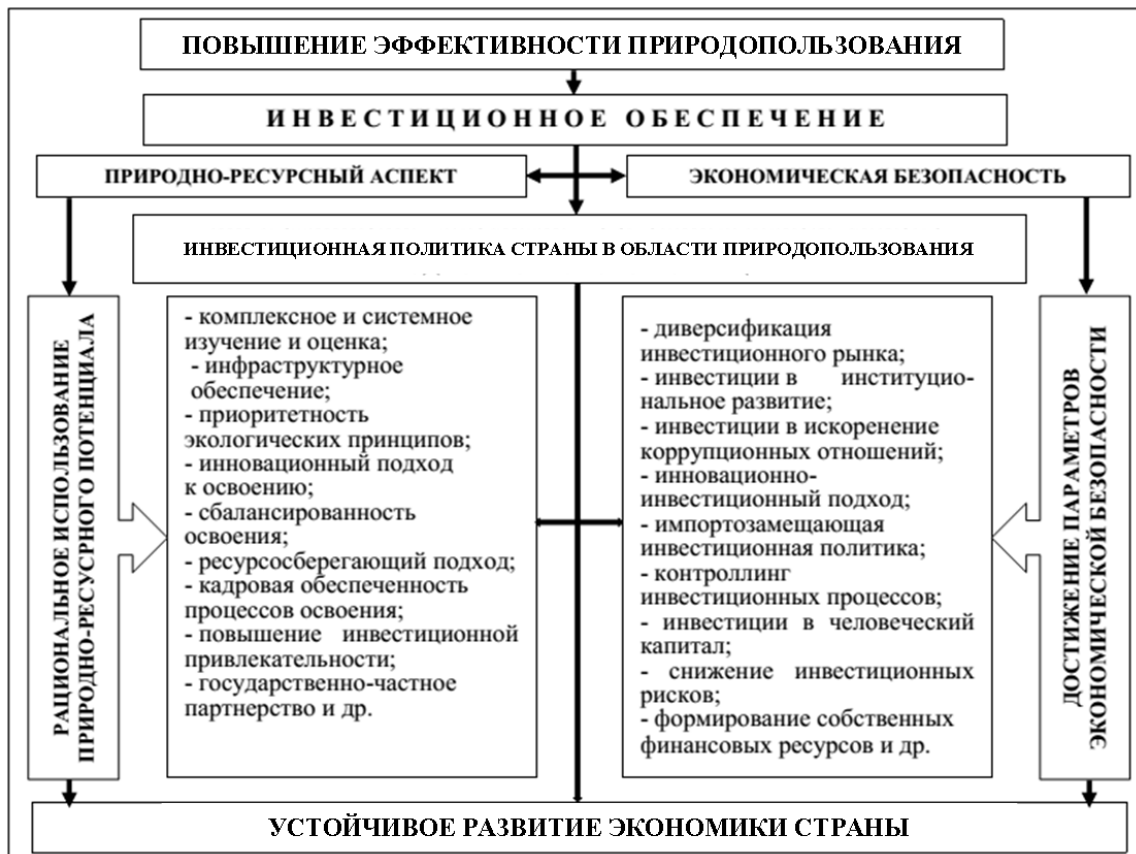 ПОВЫШЕНИЕ ЭФФЕКТИВНОСТИ ПРИРОДОПОЛЬЗОВАНИЯ
ИНВЕСТИЦИОННОЕ ОБЕСПЕЧЕНИЕ
ПРИРОДНО-РЕСУРСНЫЙ АСПЕКТ
ЭКОНОМИЧЕСКАЯ БЕЗОПАСНОСТЬ
ИНВЕСТИЦИОННАЯ ПОЛИТИКА СТРАНЫ В ОБЛАСТИ ПРИРОДОПОЛЬЗОВАНИЯ
РАЦИОНАЛЬНОЕ ИСПОЛЬЗОВАНИЕ
ПРИРОДНО-РЕСУСРНОГО ПОТЕНЦИАЛА
- комплексное и системное
изучение и оценка;
- инфраструктурное
обеспечение;
- приоритетность
экологических принципов;
- инновационный подход
к освоению;
- сбалансированность
освоения;
- ресурсосберегающий подход;
- кадровая обеспеченность
процессов освоения;
- повышение инвестиционной
привлекательности;
- государственно-частное
партнерство и др.
- диверсификация
инвестиционного рынка;
- инвестиции в институцио-
нальное развитие;
- инвестиции в искоренение
коррупционных отношений;
- инновационно-
инвестиционный подход;
- импортозамещающая
инвестиционная политика;
- контроллинг
инвестиционных процессов;
- инвестиции в человеческий
капитал;
- снижение инвестиционных
рисков;
- формирование собственных
финансовых ресурсов и др.
ДОСТИЖЕНИЕ ПАРАМЕТРОВ
ЭКОНОМИЧЕСКОЙ БЕЗОПАСНОСТИ
УСТОЙЧИВОЕ РАЗВИТИЕ ЭКОНОМИКИ СТРАНЫ